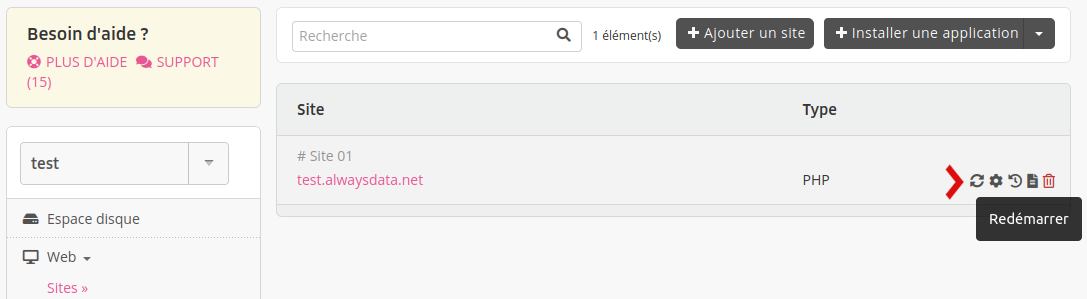 Besoin d'aide ?
PLUS D'AIDE SUPPORT
(15)
test
Espace disque
Web
Sites »
Recherche
1 élément(s)
Ajouter un site
Installer une application
Site Type
# Site 01
test.alwaysdata.net PHP
Redémarrer